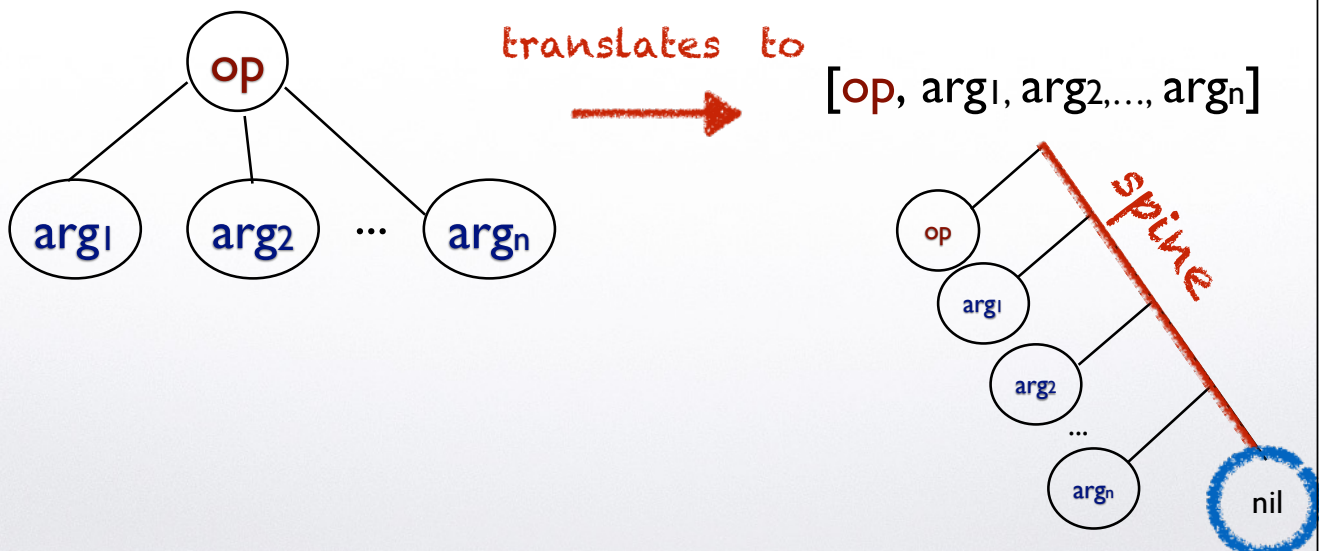 op
translates to
[op, arg1, arg2,..., argn]
arg1 arg2 ... argn
spine
op
arg1
arg2
...
argn
nil